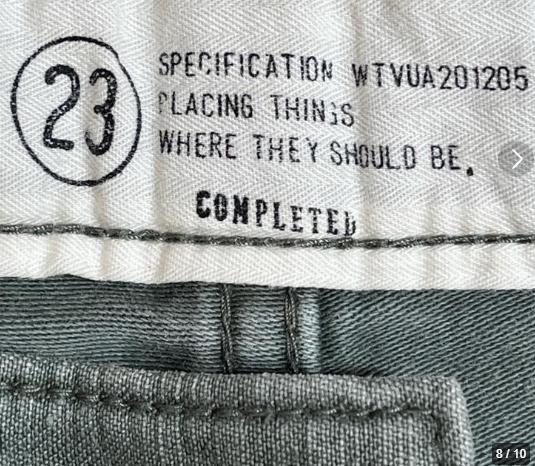 23
SPECIFICATION WTVUA201205
PLACING THINGS
WHERE THEY SHOULD BE.
COMPLETED
8 / 10